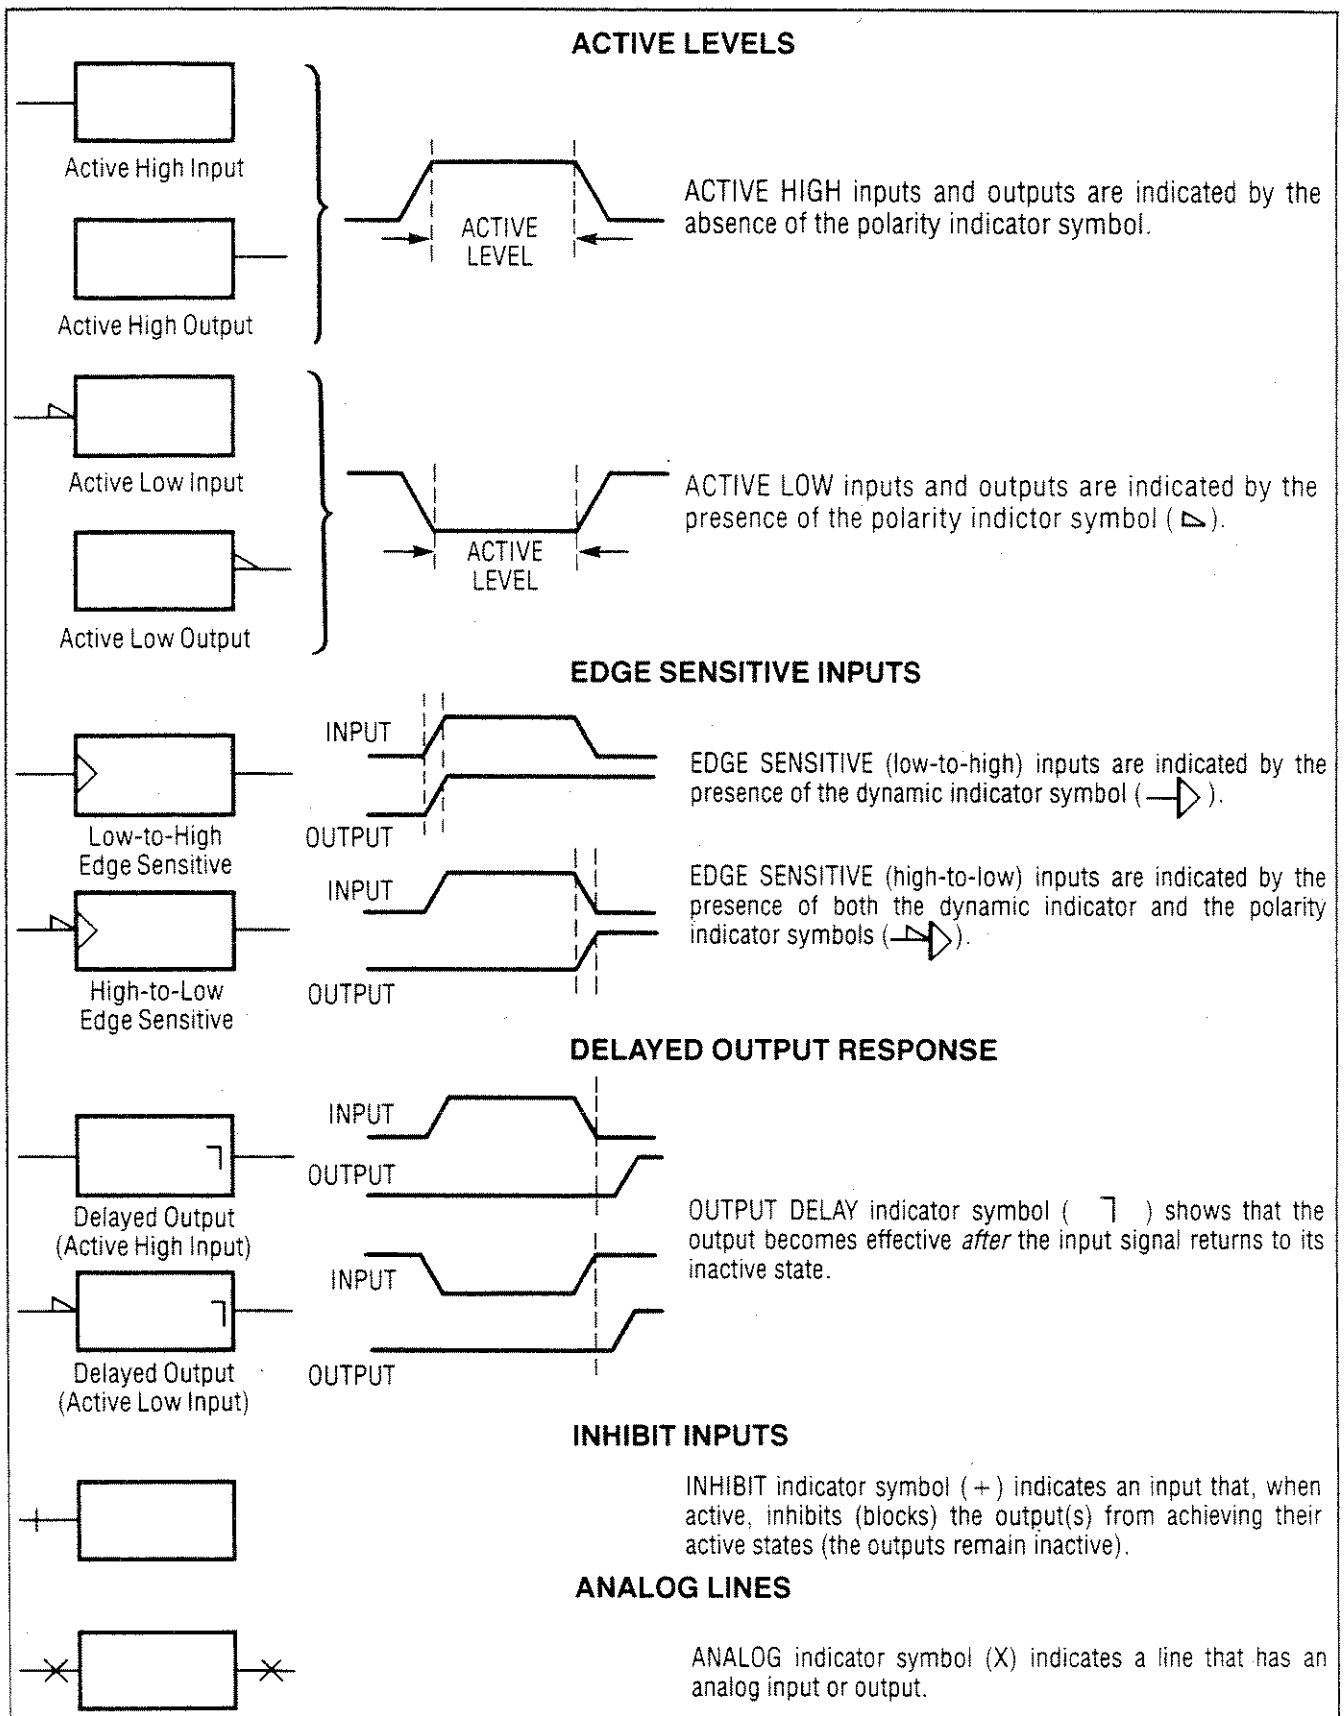 ACTIVE LEVELS
Active High Input
Active High Output
ACTIVE
LEVEL
ACTIVE HIGH inputs and outputs are indicated by the
absence of the polarity indicator symbol.
Active Low Input
Active Low Output
ACTIVE
LEVEL
ACTIVE LOW inputs and outputs are indicated by the
presence of the polarity indictor symbol ( ).
EDGE SENSITIVE INPUTS
Low-to-High
Edge Sensitive
INPUT
OUTPUT
EDGE SENSITIVE (low-to-high) inputs are indicated by the
presence of the dynamic indicator symbol ( ).
High-to-Low
Edge Sensitive
INPUT
OUTPUT
EDGE SENSITIVE (high-to-low) inputs are indicated by the
presence of both the dynamic indicator and the polarity
indicator symbols ( ).
DELAYED OUTPUT RESPONSE
Delayed Output
(Active High Input)
INPUT
OUTPUT
Delayed Output
(Active Low Input)
INPUT
OUTPUT
OUTPUT DELAY indicator symbol ( ㄱ ) shows that the
output becomes effective after the input signal returns to its
inactive state.
INHIBIT INPUTS
INHIBIT indicator symbol (+) indicates an input that, when
active, inhibits (blocks) the output(s) from achieving their
active states (the outputs remain inactive).
ANALOG LINES
ANALOG indicator symbol (X) indicates a line that has an
analog input or output.